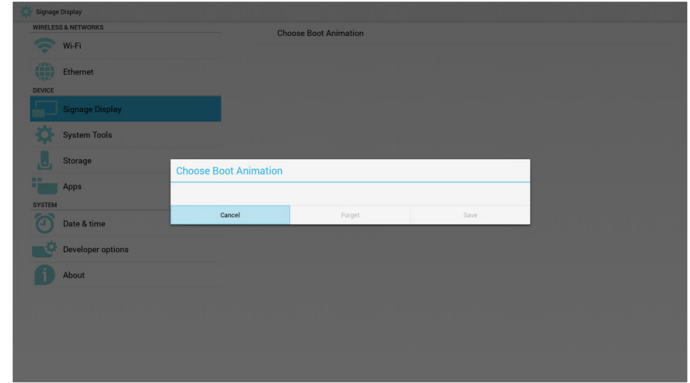 Signage Display
WIRELESS & NETWORKS
Wi-Fi
Ethernet
DEVICE
Signage Display
System Tools
Storage
Apps
SYSTEM
Date & time
Developer options
About
Choose Boot Animation
Choose Boot Animation
Cancel
Forget
Save